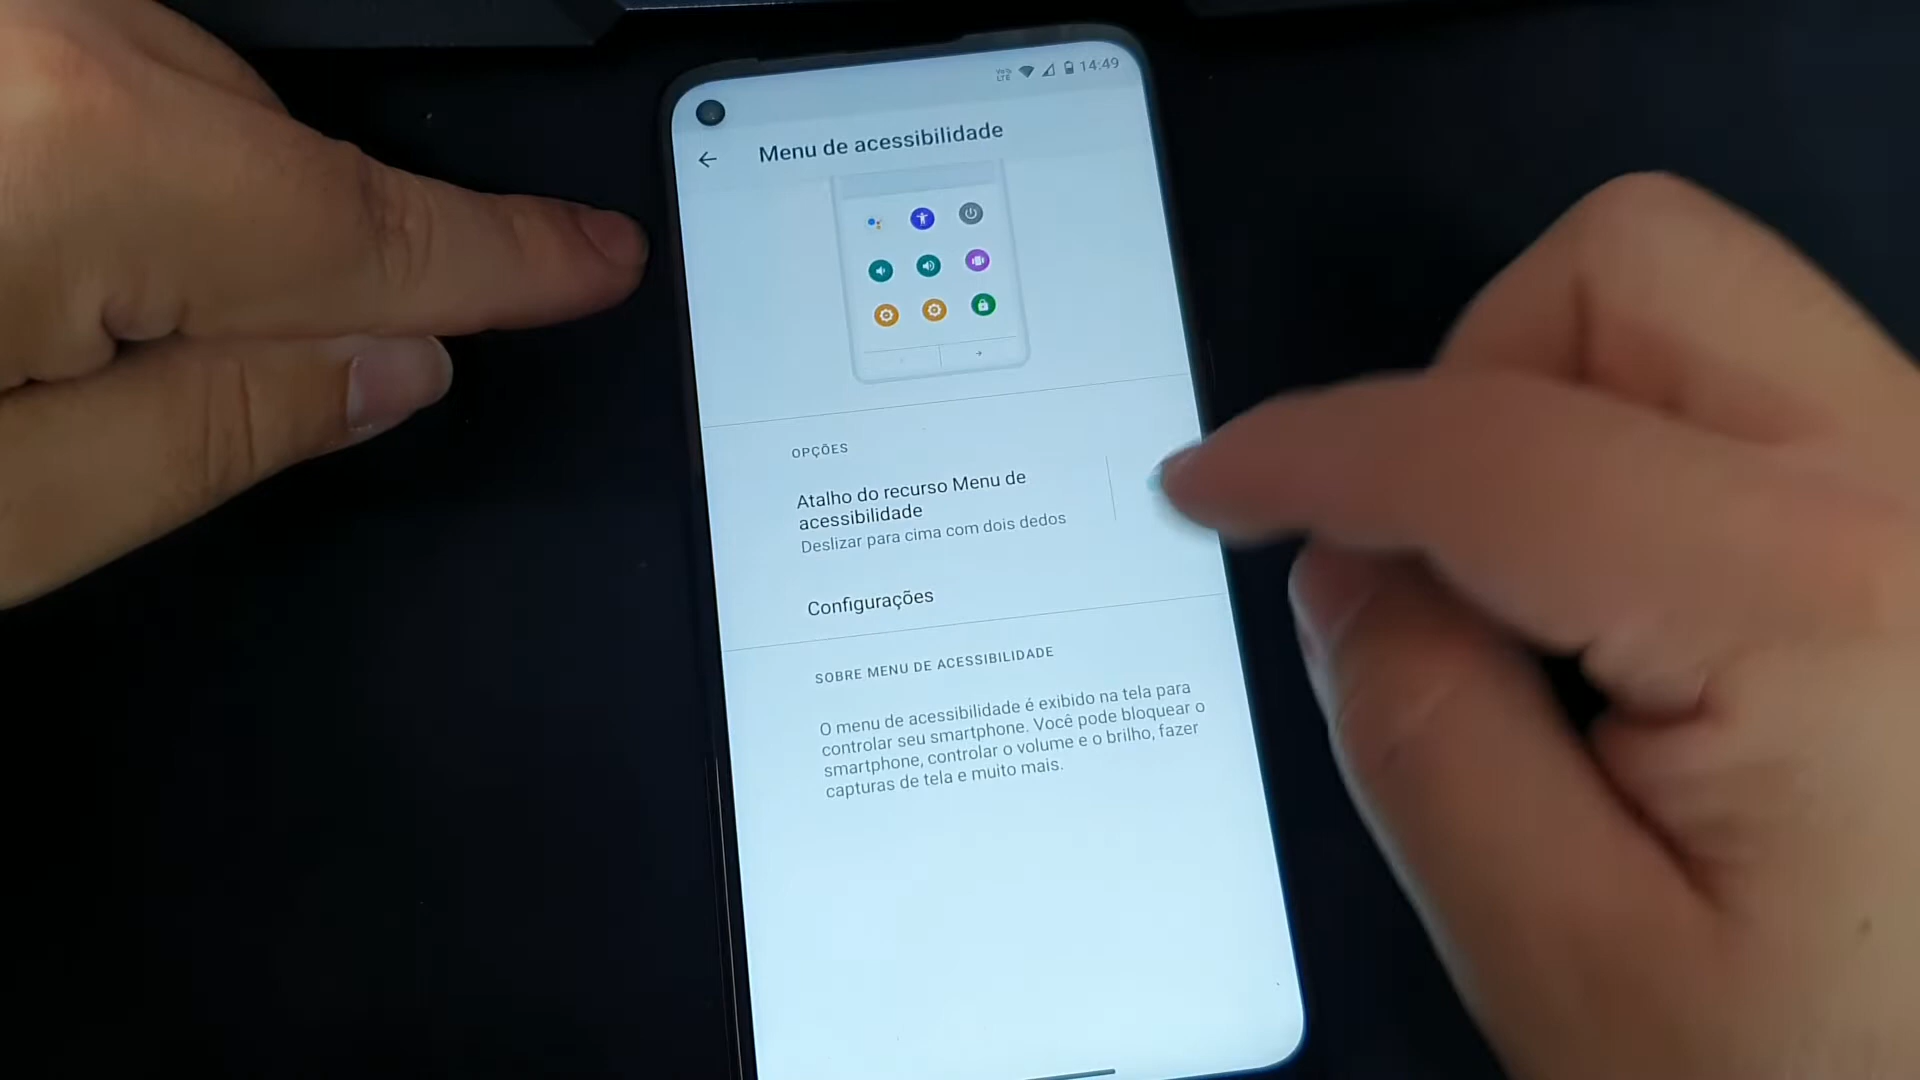 Vo
LTE
14:49
Menu de acessibilidade
OPÇÕES
Atalho do recurso Menu de
acessibilidade
Deslizar para cima com dois dedos
Configurações
SOBRE MENU DE ACESSIBILIDADE
O menu de acessibilidade é exibido na tela para
controlar seu smartphone. Você pode bloquear o
smartphone, controlar o volume e o brilho, fazer
capturas de tela e muito mais.